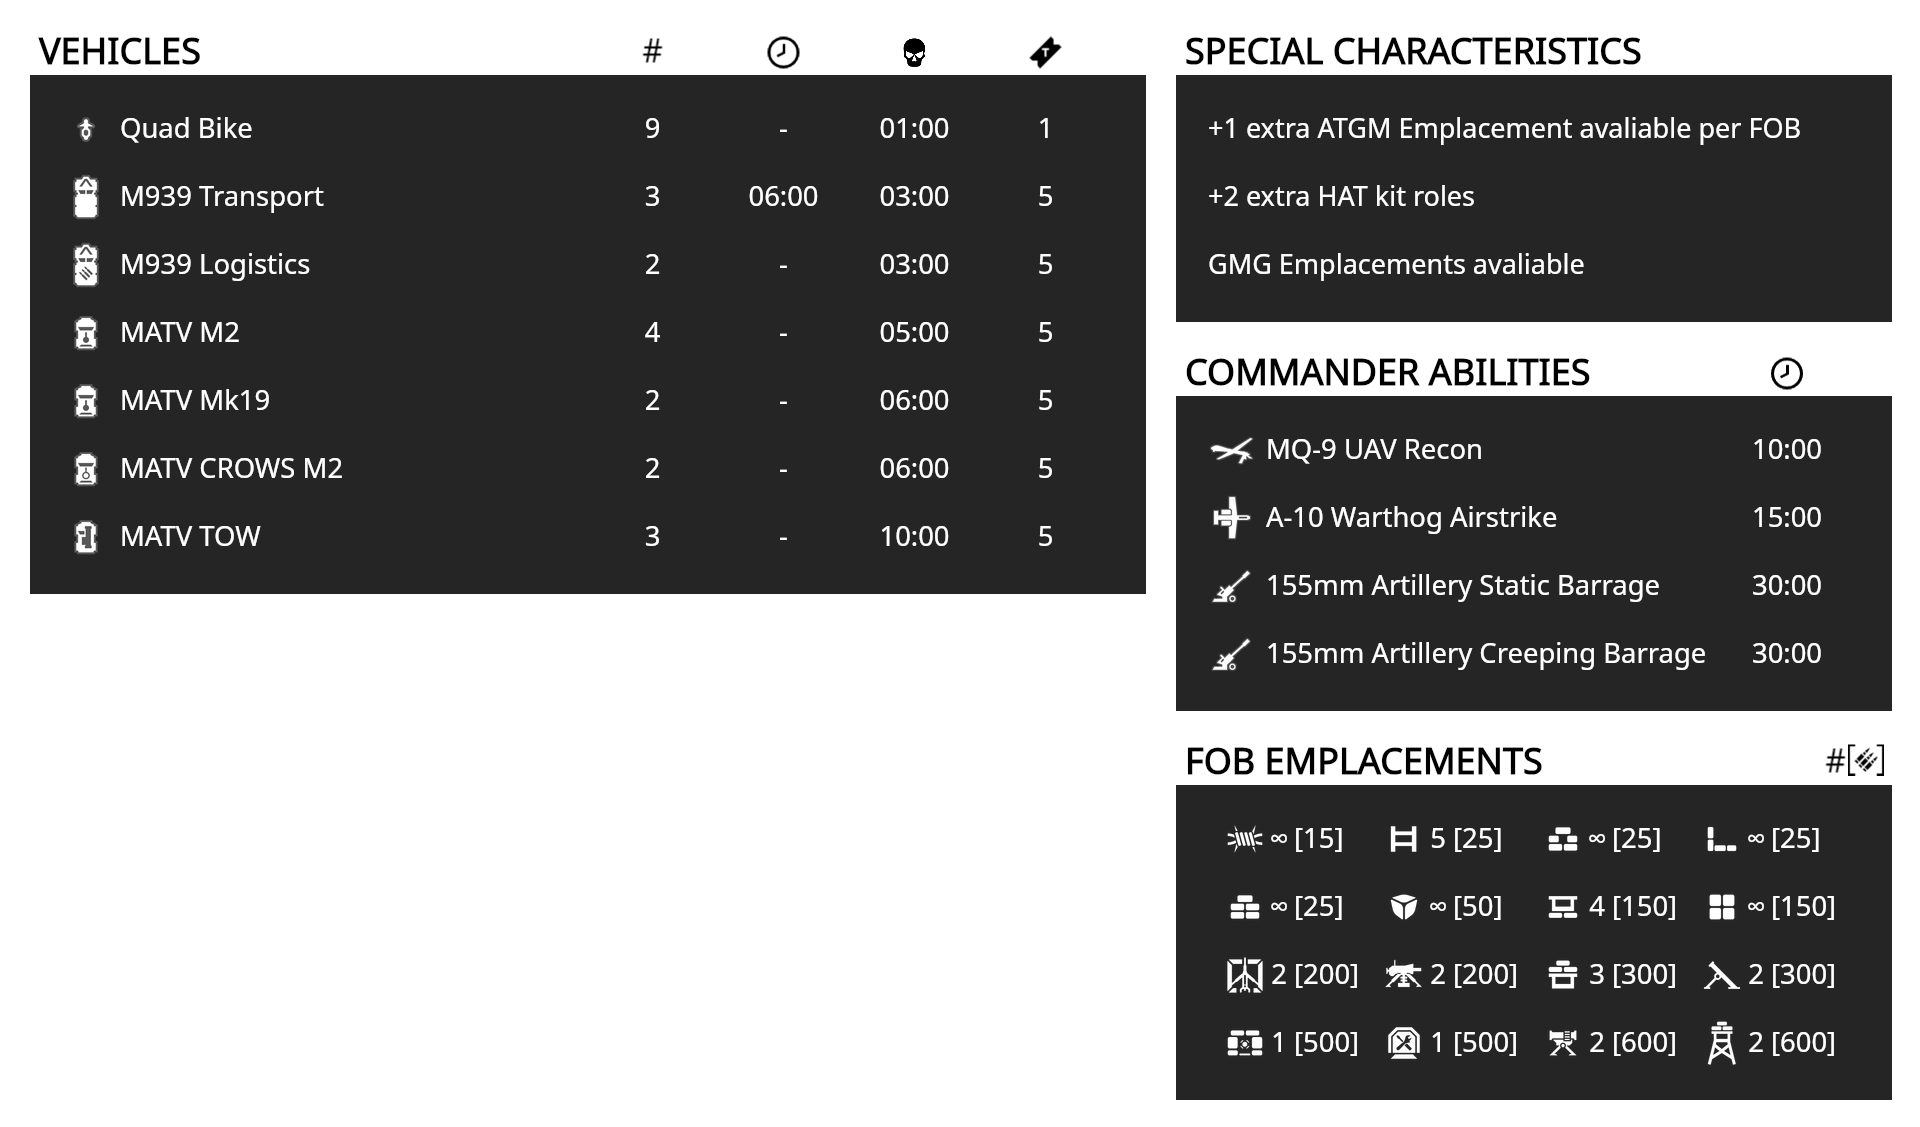 VEHICLES #
Quad Bike 9 - 01:00 1
M939 Transport 3 06:00 03:00 5
M939 Logistics 2 - 03:00 5
MATV M2 4 - 05:00 5
MATV Mk19 2 - 06:00 5
MATV CROWS M2 2 - 06:00 5
MATV TOW 3 - 10:00 5
SPECIAL CHARACTERISTICS
+1 extra ATGM Emplacement avaliable per FOB
+2 extra HAT kit roles
GMG Emplacements avaliable
COMMANDER ABILITIES
MQ-9 UAV Recon 10:00
A-10 Warthog Airstrike 15:00
155mm Artillery Static Barrage 30:00
155mm Artillery Creeping Barrage 30:00
FOB EMPLACEMENTS #[]
∞ [15] 5 [25] ∞ [25] ∞ [25]
∞ [25] ∞ [50] 4 [150] ∞ [150]
2 [200] 2 [200] 3 [300] 2 [300]
1 [500] 1 [500] 2 [600] 2 [600]